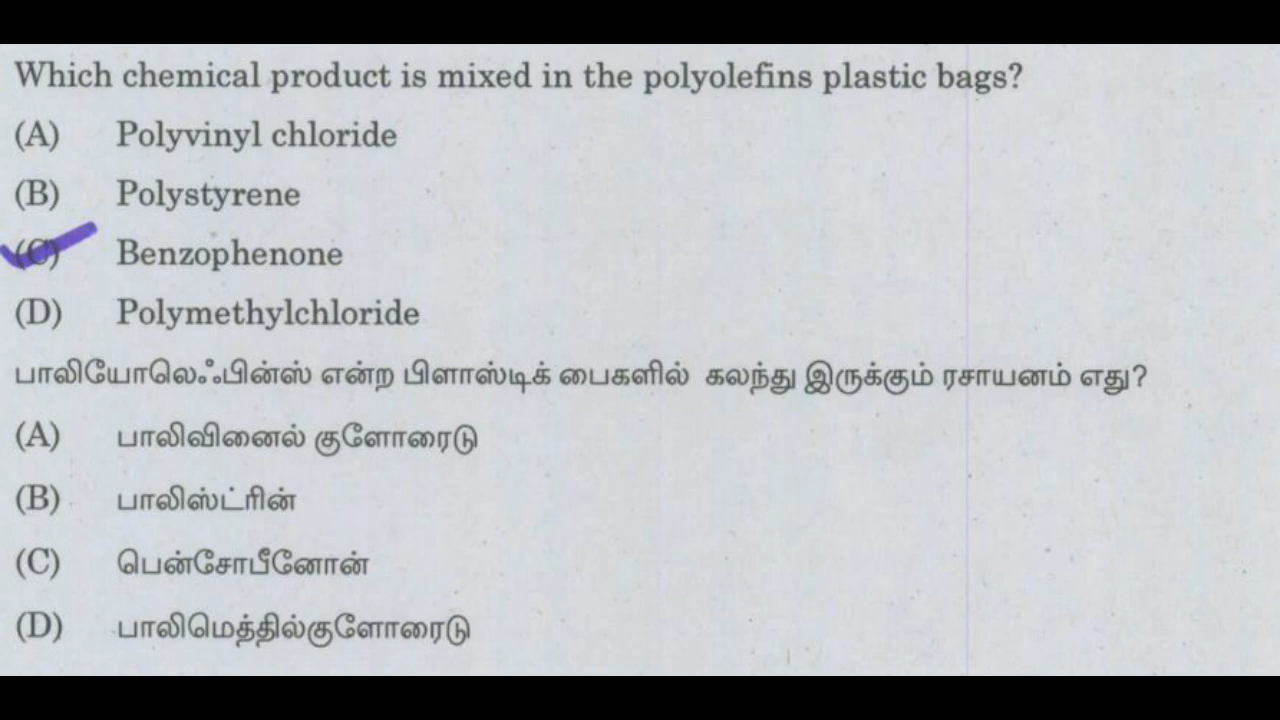 Which chemical product is mixed in the polyolefins plastic bags?
(A) Polyvinyl chloride
(B) Polystyrene
(C) Benzophenone
(D) Polymethylchloride
பாலியோலெஃபின்ஸ் என்ற பிளாஸ்டிக் பைகளில் கலந்து இருக்கும் ரசாயனம் எது?
(A) பாலிவினைல் குளோரைடு
(B) பாலிஸ்ட்ரின்
(C) பென்சோபீனோன்
(D) பாலிமெத்தில்குளோரைடு